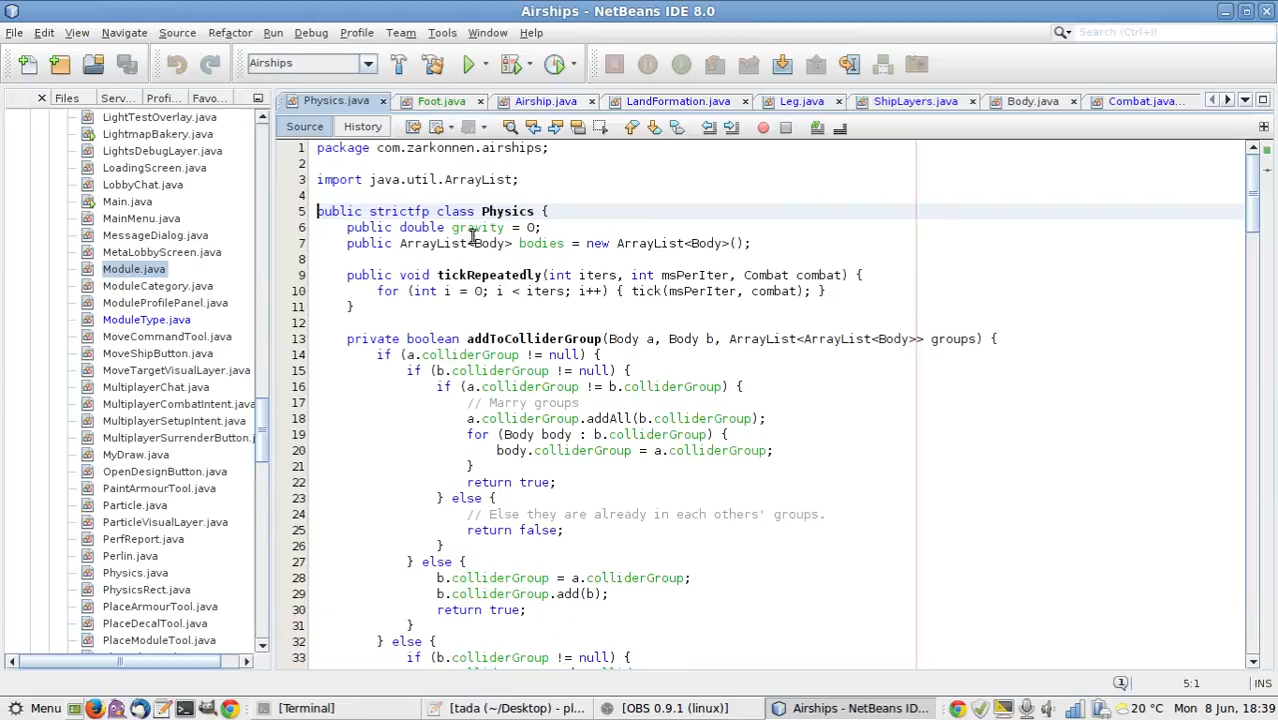 Airships - NetBeans IDE 8.0
File Edit View Navigate Source Refactor Run Debug Profile Team Tools Window Help
Search (Ctrl+I)
Airships
Files Serv... Profi... Favo...
Physics.java Foot.java Airship.java LandFormation.java Leg.java ShipLayers.java Body.java Combat.java...
Source History
LightTestOverlay.java
LightmapBakery.java
LightsDebugLayer.java
LoadingScreen.java
LobbyChat.java
Main.java
MainMenu.java
MessageDialog.java
MetaLobbyScreen.java
Module.java
ModuleCategory.java
ModuleProfilePanel.java
ModuleType.java
MoveCommandTool.java
MoveShipButton.java
MoveTargetVisualLayer.java
MultiplayerChat.java
MultiplayerCombatIntent.java
MultiplayerSetupIntent.java
MultiplayerSurrenderButton.j
MyDraw.java
OpenDesignButton.java
PaintArmourTool.java
Particle.java
ParticleVisualLayer.java
PerfReport.java
Perlin.java
Physics.java
PhysicsRect.java
PlaceArmourTool.java
PlaceDecalTool.java
PlaceModuleTool.java
1 package com.zarkonnen.airships;
2
3 import java.util.ArrayList;
4
5 public strictfp class Physics {
6 public double gravity = 0;
7 public ArrayList<Body> bodies = new ArrayList<Body>();
8
9 public void tickRepeatedly(int iters, int msPerIter, Combat combat) {
10 for (int i = 0; i < iters; i++) { tick(msPerIter, combat); }
11 }
12
13 private boolean addToColliderGroup(Body a, Body b, ArrayList<ArrayList<Body>> groups) {
14 if (a.colliderGroup != null) {
15 if (b.colliderGroup != null) {
16 if (a.colliderGroup != b.colliderGroup) {
17 // Marry groups
18 a.colliderGroup.addAll(b.colliderGroup);
19 for (Body body : b.colliderGroup) {
20 body.colliderGroup = a.colliderGroup;
21 }
22 return true;
23 } else {
24 // Else they are already in each others' groups.
25 return false;
26 }
27 } else {
28 b.colliderGroup = a.colliderGroup;
29 b.colliderGroup.add(b);
30 return true;
31 }
32 } else {
33 if (b.colliderGroup != null) {
1 5:1 INS
Menu [Terminal] [tada (~/Desktop) - pl... [OBS 0.9.1 (linux)] Airships - NetBeans ID... 20 °C Mon 8 Jun, 18:39